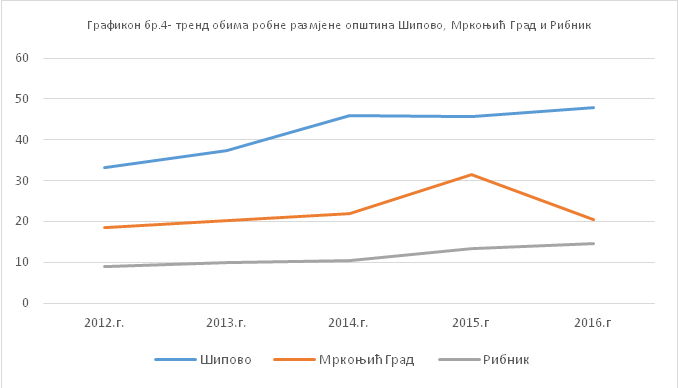 Графикон бр.4- тренд обима робне размјене општина Шипово, Мркоњић Град и Рибник
60
50
40
30
20
10
0
2012.г. 2013.г. 2014.г. 2015.г 2016.г
Шипово Мркоњић Град Рибник